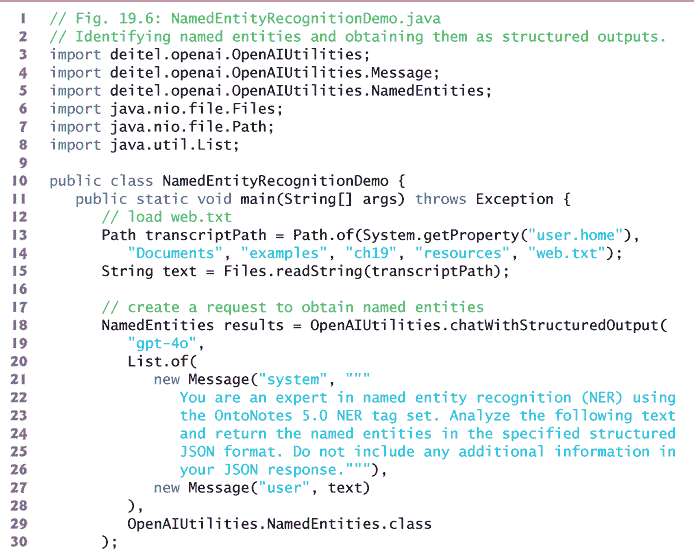 1 // Fig. 19.6: NamedEntityRecognitionDemo.java
2 // Identifying named entities and obtaining them as structured outputs.
3 import deitel.openai.OpenAIUtilities;
4 import deitel.openai.OpenAIUtilities.Message;
5 import deitel.openai.OpenAIUtilities.NamedEntities;
6 import java.nio.file.Files;
7 import java.nio.file.Path;
8 import java.util.List;
9
10 public class NamedEntityRecognitionDemo {
11    public static void main(String[] args) throws Exception {
12       // load web.txt
13       Path transcriptPath = Path.of(System.getProperty("user.home"),
14          "Documents", "examples", "ch19", "resources", "web.txt");
15       String text = Files.readString(transcriptPath);
16
17       // create a request to obtain named entities
18       NamedEntities results = OpenAIUtilities.chatWithStructuredOutput(
19          "gpt-4o",
20          List.of(
21             new Message("system", """
22                You are an expert in named entity recognition (NER) using
23                the OntoNotes 5.0 NER tag set. Analyze the following text
24                and return the named entities in the specified structured
25                JSON format. Do not include any additional information in
26                your JSON response."""),
27             new Message("user", text)
28          ),
29          OpenAIUtilities.NamedEntities.class
30       );